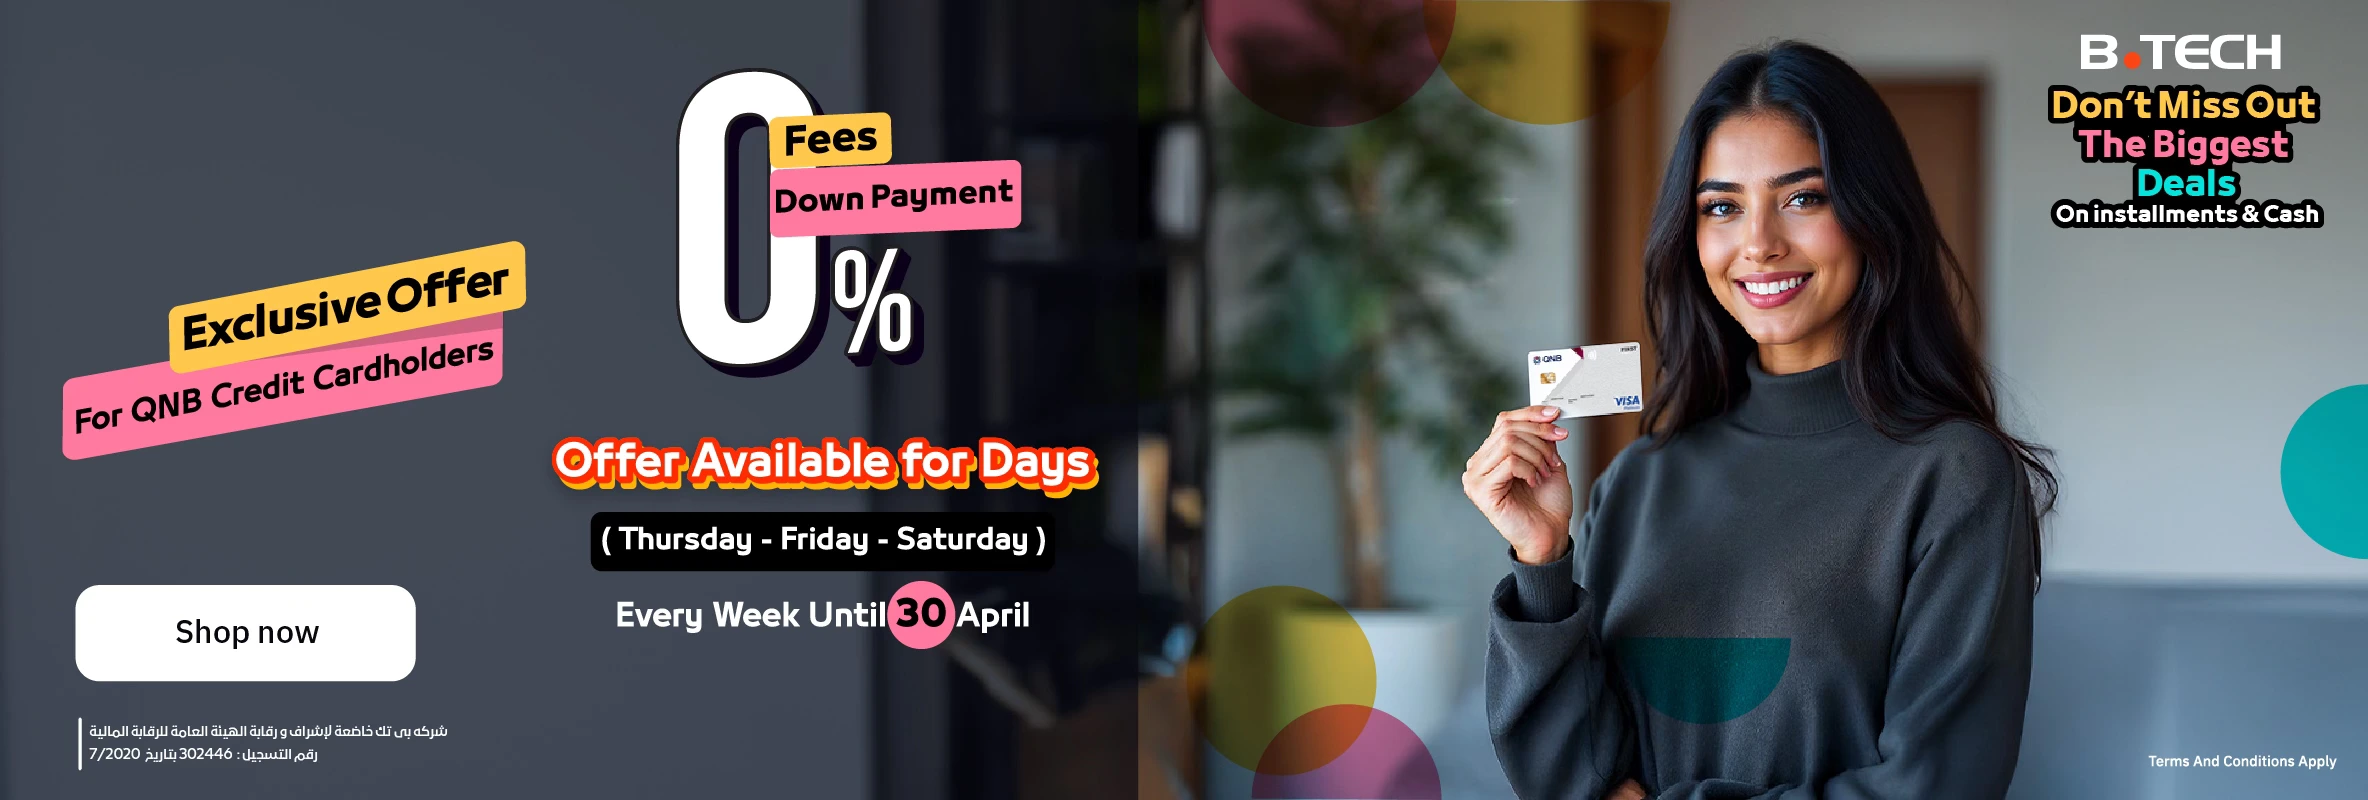 Exclusive Offer
For QNB Credit Cardholders
0%
Fees
Down Payment
Offer Available for Days
( Thursday - Friday - Saturday )
Every Week Until 30 April
Shop now
شركه بى تك خاضعة لإشراف و رقابة الهيئة العامة للرقابة المالية
رقم التسجيل : 302446 بتاريخ 7/2020
QNB
VISA
B.TECH
Don't Miss Out
The Biggest
Deals
On installments & Cash
Terms And Conditions Apply